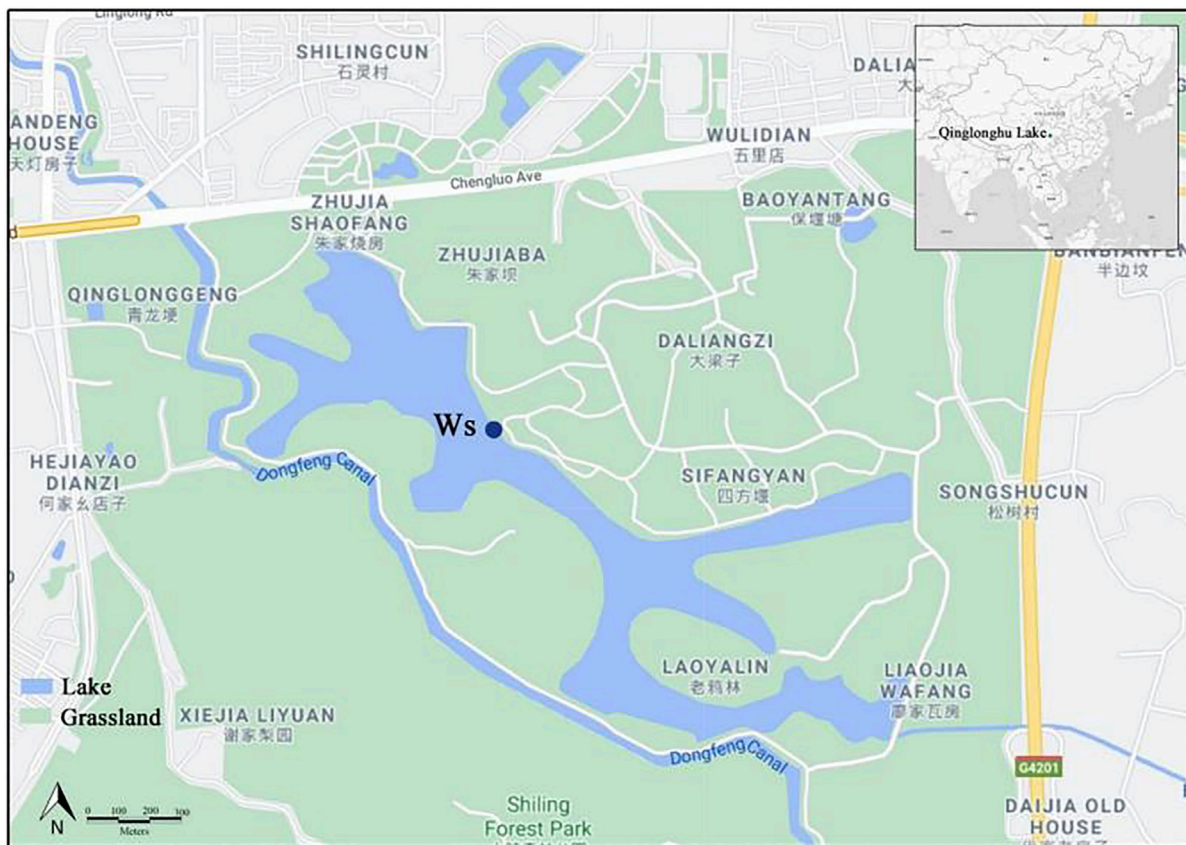 Linglong Rd
SHILINGCUN
石灵村
DALIA
大
ANDENG
HOUSE
天灯房子
WULIDIAN
五里店
Qinglonghu Lake
Chengluo Ave
ZHUJIA
SHAOFANG
朱家烧房
BAOYANTANG
保堰塘
ZHUJIABA
朱家坝
BANBIANFEN
半边坟
QINGLONGGENG
青龙埂
DALIANGZI
大梁子
Ws
HEJIAYAO
DIANZI
何家幺店子
Dongfeng Canal
SIFANGYAN
四方堰
SONGSHUCUN
松树村
LAOYALIN
老鸦林
LIAOJIA
WAFANG
廖家瓦房
Lake
Grassland
XIEJIA LIYUAN
谢家梨园
Dongfeng Canal
G4201
N
0 100 200 300
Meters
Shiling
Forest Park
DAIJIA OLD
HOUSE